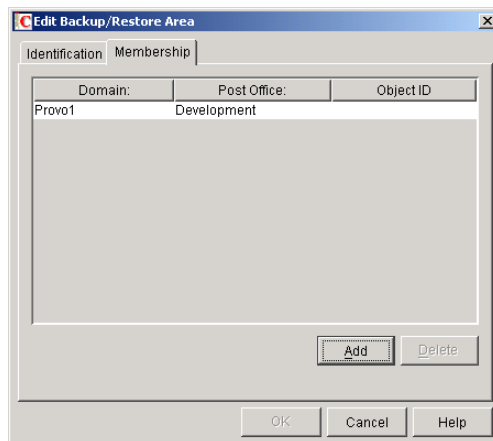 Edit Backup/Restore Area
Identification Membership
Domain: Post Office: Object ID
Provo1 Development
Add Delete
OK Cancel Help